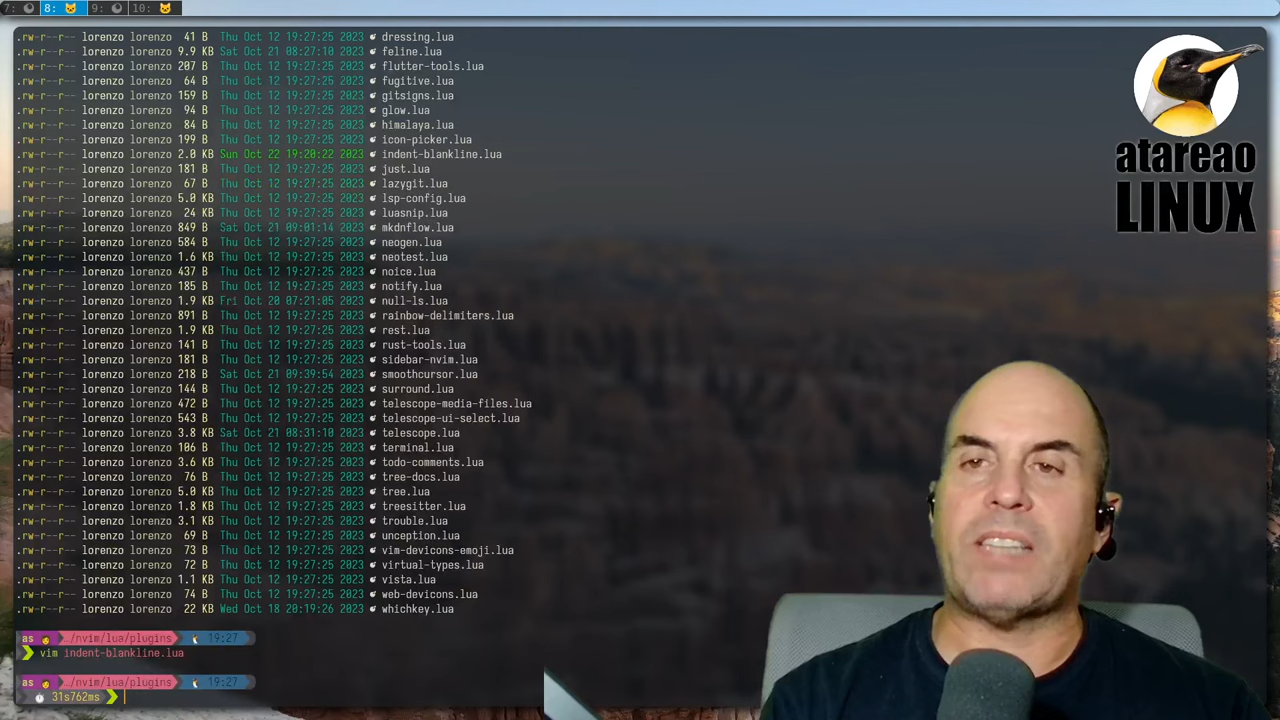 7: 8: 9: 10:
.rw-r--r-- lorenzo lorenzo 41 B Thu Oct 12 19:27:25 2023 dressing.lua
.rw-r--r-- lorenzo lorenzo 9.9 KB Sat Oct 21 08:27:10 2023 feline.lua
.rw-r--r-- lorenzo lorenzo 207 B Thu Oct 12 19:27:25 2023 flutter-tools.lua
.rw-r--r-- lorenzo lorenzo 64 B Thu Oct 12 19:27:25 2023 fugitive.lua
.rw-r--r-- lorenzo lorenzo 159 B Thu Oct 12 19:27:25 2023 gitsigns.lua
.rw-r--r-- lorenzo lorenzo 94 B Thu Oct 12 19:27:25 2023 glow.lua
.rw-r--r-- lorenzo lorenzo 84 B Thu Oct 12 19:27:25 2023 himalaya.lua
.rw-r--r-- lorenzo lorenzo 199 B Thu Oct 12 19:27:25 2023 icon-picker.lua
.rw-r--r-- lorenzo lorenzo 2.0 KB Sun Oct 22 19:20:22 2023 indent-blankline.lua
.rw-r--r-- lorenzo lorenzo 181 B Thu Oct 12 19:27:25 2023 just.lua
.rw-r--r-- lorenzo lorenzo 67 B Thu Oct 12 19:27:25 2023 lazygit.lua
.rw-r--r-- lorenzo lorenzo 5.0 KB Thu Oct 12 19:27:25 2023 lsp-config.lua
.rw-r--r-- lorenzo lorenzo 24 B Thu Oct 12 19:27:25 2023 luasnip.lua
.rw-r--r-- lorenzo lorenzo 849 B Sat Oct 21 09:01:14 2023 mkdnflow.lua
.rw-r--r-- lorenzo lorenzo 584 B Thu Oct 12 19:27:25 2023 neogen.lua
.rw-r--r-- lorenzo lorenzo 1.6 KB Thu Oct 12 19:27:25 2023 neotest.lua
.rw-r--r-- lorenzo lorenzo 437 B Thu Oct 12 19:27:25 2023 noice.lua
.rw-r--r-- lorenzo lorenzo 185 B Thu Oct 12 19:27:25 2023 notify.lua
.rw-r--r-- lorenzo lorenzo 1.9 KB Fri Oct 20 07:21:05 2023 null-ls.lua
.rw-r--r-- lorenzo lorenzo 891 B Thu Oct 12 19:27:25 2023 rainbow-delimiters.lua
.rw-r--r-- lorenzo lorenzo 1.9 KB Thu Oct 12 19:27:25 2023 rest.lua
.rw-r--r-- lorenzo lorenzo 141 B Thu Oct 12 19:27:25 2023 rust-tools.lua
.rw-r--r-- lorenzo lorenzo 181 B Thu Oct 12 19:27:25 2023 sidebar-nvim.lua
.rw-r--r-- lorenzo lorenzo 218 B Sat Oct 21 09:39:54 2023 smoothcursor.lua
.rw-r--r-- lorenzo lorenzo 144 B Thu Oct 12 19:27:25 2023 surround.lua
.rw-r--r-- lorenzo lorenzo 472 B Thu Oct 12 19:27:25 2023 telescope-media-files.lua
.rw-r--r-- lorenzo lorenzo 543 B Thu Oct 12 19:27:25 2023 telescope-ui-select.lua
.rw-r--r-- lorenzo lorenzo 3.8 KB Sat Oct 21 08:31:10 2023 telescope.lua
.rw-r--r-- lorenzo lorenzo 106 B Thu Oct 12 19:27:25 2023 terminal.lua
.rw-r--r-- lorenzo lorenzo 3.6 KB Thu Oct 12 19:27:25 2023 todo-comments.lua
.rw-r--r-- lorenzo lorenzo 76 B Thu Oct 12 19:27:25 2023 tree-docs.lua
.rw-r--r-- lorenzo lorenzo 5.0 KB Thu Oct 12 19:27:25 2023 tree.lua
.rw-r--r-- lorenzo lorenzo 1.8 KB Thu Oct 12 19:27:25 2023 treesitter.lua
.rw-r--r-- lorenzo lorenzo 3.1 KB Thu Oct 12 19:27:25 2023 trouble.lua
.rw-r--r-- lorenzo lorenzo 69 B Thu Oct 12 19:27:25 2023 unception.lua
.rw-r--r-- lorenzo lorenzo 73 B Thu Oct 12 19:27:25 2023 vim-devicons-emoji.lua
.rw-r--r-- lorenzo lorenzo 72 B Thu Oct 12 19:27:25 2023 virtual-types.lua
.rw-r--r-- lorenzo lorenzo 1.1 KB Thu Oct 12 19:27:25 2023 vista.lua
.rw-r--r-- lorenzo lorenzo 74 B Thu Oct 12 19:27:25 2023 web-devicons.lua
.rw-r--r-- lorenzo lorenzo 22 KB Wed Oct 18 20:19:26 2023 whichkey.lua
as …/nvim/lua/plugins 19:27
vim indent-blankline.lua
as …/nvim/lua/plugins 19:27
31s762ms
atareao
LINUX